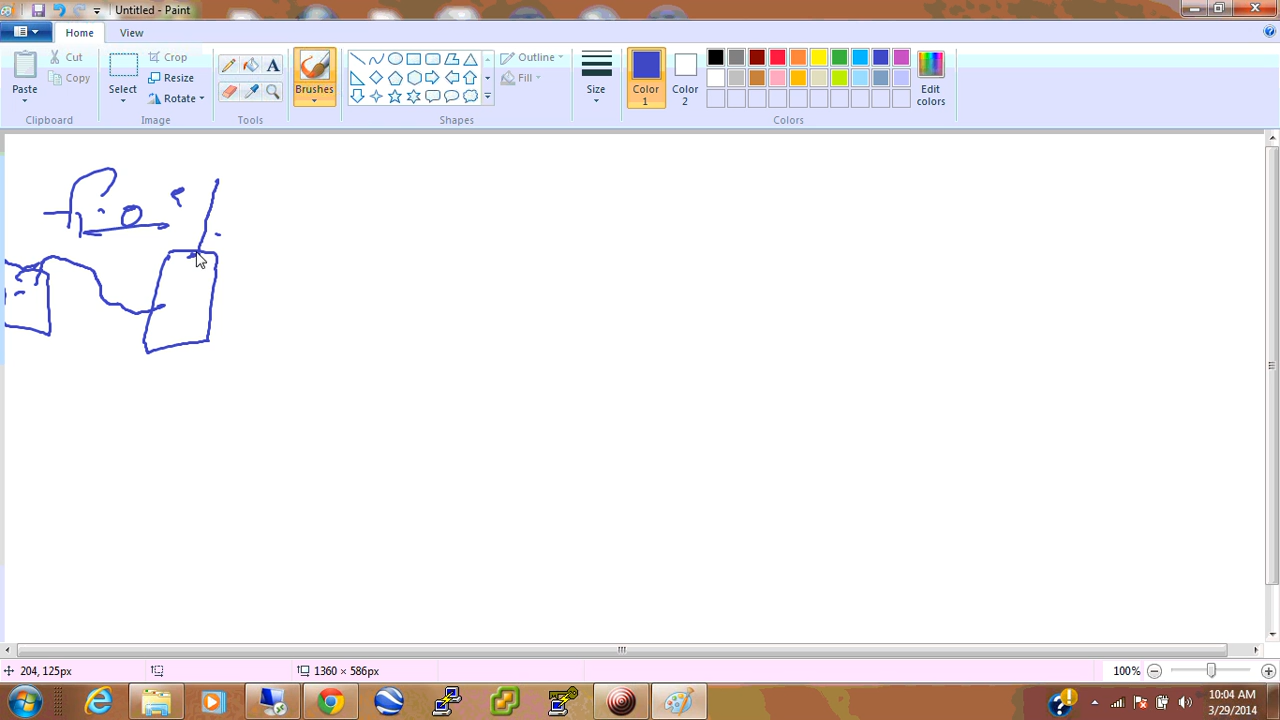 Untitled - Paint
Home
View
Paste
Cut
Copy
Clipboard
Select
Crop
Resize
Rotate
Image
Tools
Brushes
Shapes
Outline
Fill
Size
Color 1
Color 2
Edit colors
Colors
204, 125px
1360 × 586px
100%
10:04 AM
3/29/2014